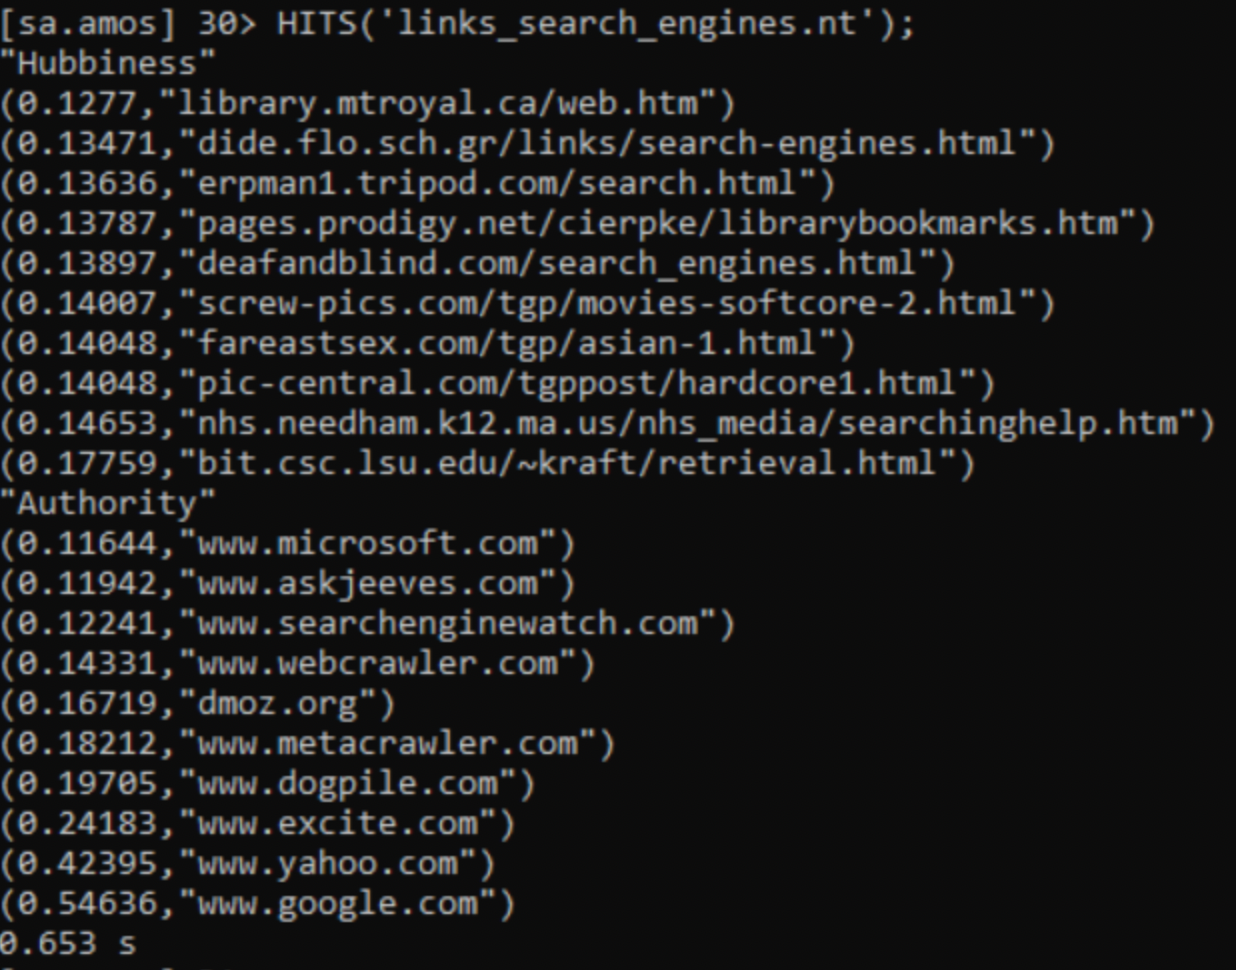 [sa.amos] 30> HITS('links_search_engines.nt');
"Hubbiness"
(0.1277,"library.mtroyal.ca/web.htm")
(0.13471,"dide.flo.sch.gr/links/search-engines.html")
(0.13636,"erpman1.tripod.com/search.html")
(0.13787,"pages.prodigy.net/cierpke/librarybookmarks.htm")
(0.13897,"deafandblind.com/search_engines.html")
(0.14007,"screw-pics.com/tgp/movies-softcore-2.html")
(0.14048,"fareastsex.com/tgp/asian-1.html")
(0.14048,"pic-central.com/tgppost/hardcore1.html")
(0.14653,"nhs.needham.k12.ma.us/nhs_media/searchinghelp.htm")
(0.17759,"bit.csc.lsu.edu/~kraft/retrieval.html")
"Authority"
(0.11644,"www.microsoft.com")
(0.11942,"www.askjeeves.com")
(0.12241,"www.searchenginewatch.com")
(0.14331,"www.webcrawler.com")
(0.16719,"dmoz.org")
(0.18212,"www.metacrawler.com")
(0.19705,"www.dogpile.com")
(0.24183,"www.excite.com")
(0.42395,"www.yahoo.com")
(0.54636,"www.google.com")
0.653 s